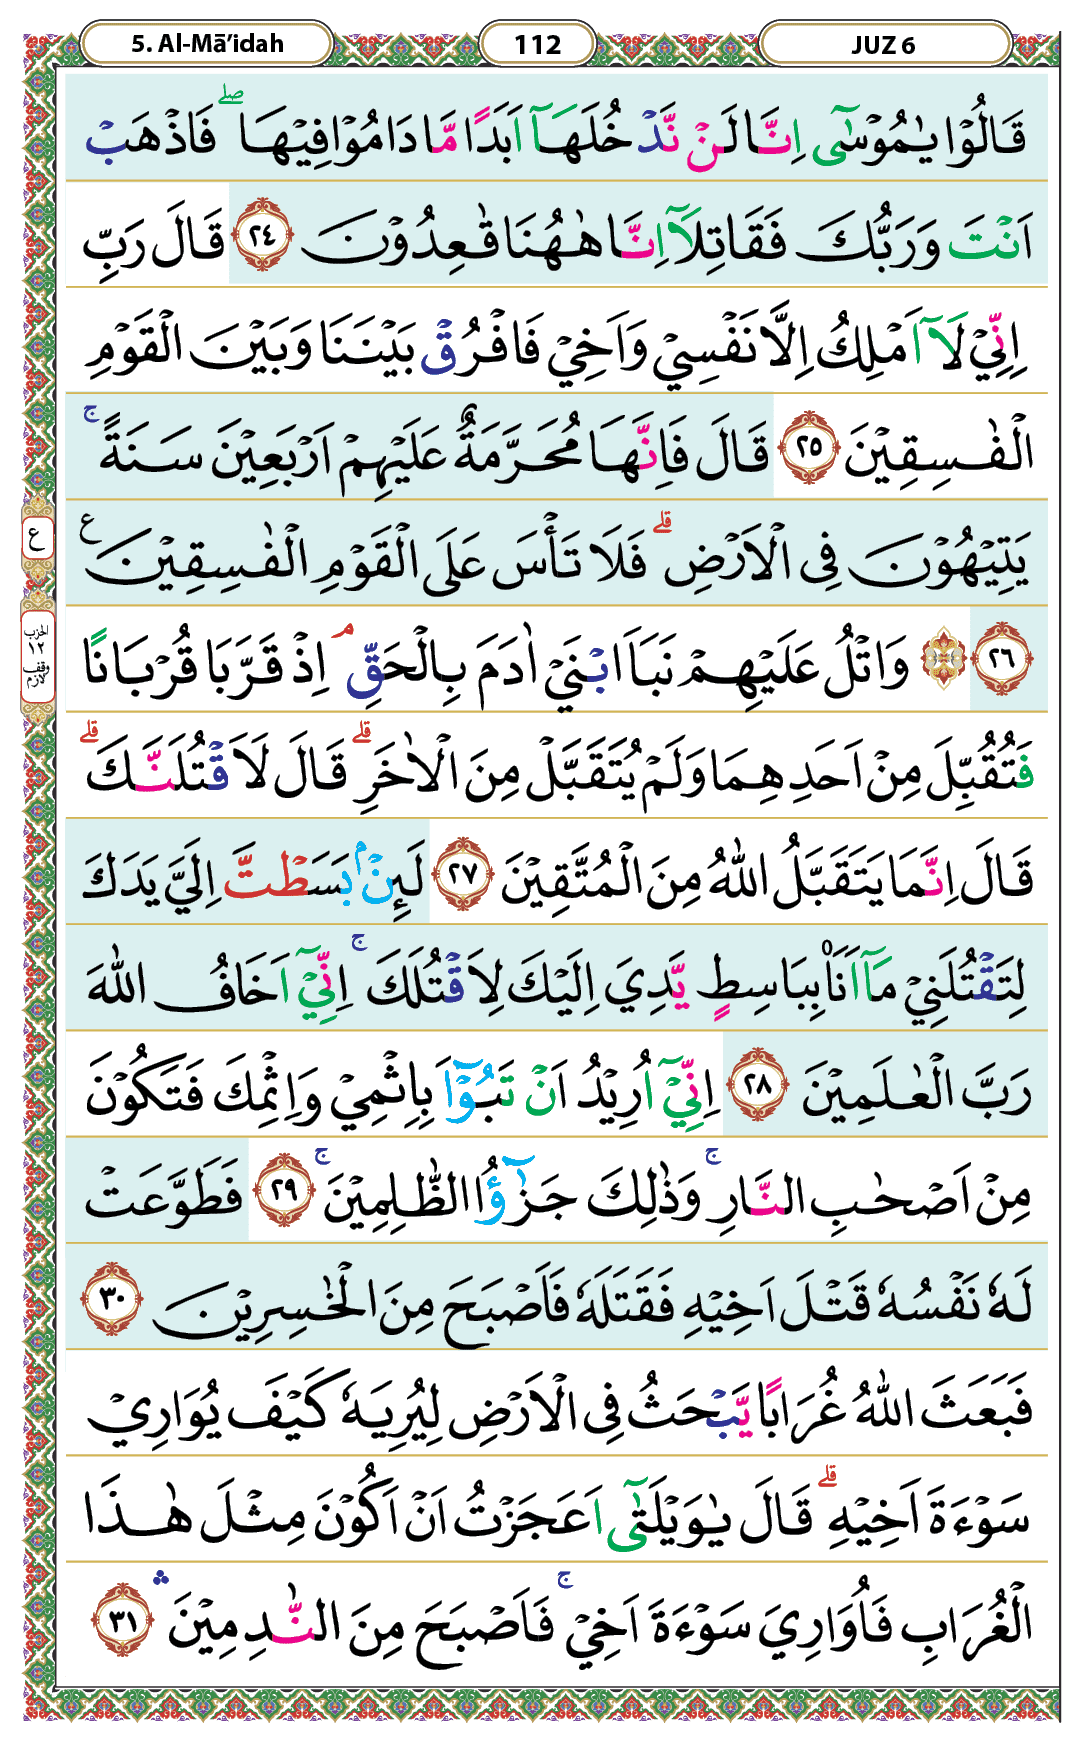 5. Al-Mā’idah
112
JUZ 6
قَالُوْا يٰمُوْسٰٓى اِنَّا لَنْ نَّدْخُلَهَآ اَبَدًا مَّا دَامُوْا فِيْهَا ۖ فَاذْهَبْ
اَنْتَ وَرَبُّكَ فَقَاتِلَآ اِنَّا هٰهُنَا قٰعِدُوْنَ ٢٤ قَالَ رَبِّ
اِنِّيْ لَآ اَمْلِكُ اِلَّا نَفْسِيْ وَاَخِيْ فَافْرُقْ بَيْنَنَا وَبَيْنَ الْقَوْمِ
الْفٰسِقِيْنَ ٢٥ قَالَ فَاِنَّهَا مُحَرَّمَةٌ عَلَيْهِمْ اَرْبَعِيْنَ سَنَةً ۚ
يَتِيْهُوْنَ فِى الْاَرْضِ ۗ فَلَا تَأْسَ عَلَى الْقَوْمِ الْفٰسِقِيْنَ ع
ع
٢٦ ۞ وَاتْلُ عَلَيْهِمْ نَبَاَ ابْنَيْ اٰدَمَ بِالْحَقِّ ۘ اِذْ قَرَّبَا قُرْبَانًا
الحزب
١٢
وقف
لازم
فَتُقُبِّلَ مِنْ اَحَدِهِمَا وَلَمْ يُتَقَبَّلْ مِنَ الْاٰخَرِ ۗ قَالَ لَاَقْتُلَنَّكَ ۗ
قَالَ اِنَّمَا يَتَقَبَّلُ اللّٰهُ مِنَ الْمُتَّقِيْنَ ٢٧ لَىِٕنْۢ بَسَطْتَّ اِلَيَّ يَدَكَ
لِتَقْتُلَنِيْ مَآ اَنَا۠ بِبَاسِطٍ يَّدِيَ اِلَيْكَ لِاَقْتُلَكَ ۚ اِنِّيْٓ اَخَافُ اللّٰهَ
رَبَّ الْعٰلَمِيْنَ ٢٨ اِنِّيْٓ اُرِيْدُ اَنْ تَبُوْۤاَ بِاِثْمِيْ وَاِثْمِكَ فَتَكُوْنَ
مِنْ اَصْحٰبِ النَّارِ ۚ وَذٰلِكَ جَزٰۤؤُا الظّٰلِمِيْنَ ۚ ٢٩ فَطَوَّعَتْ
لَهٗ نَفْسُهٗ قَتْلَ اَخِيْهِ فَقَتَلَهٗ فَاَصْبَحَ مِنَ الْخٰسِرِيْنَ ٣٠
فَبَعَثَ اللّٰهُ غُرَابًا يَّبْحَثُ فِى الْاَرْضِ لِيُرِيَهٗ كَيْفَ يُوَارِيْ
سَوْءَةَ اَخِيْهِ ۗ قَالَ يٰوَيْلَتٰٓى اَعَجَزْتُ اَنْ اَكُوْنَ مِثْلَ هٰذَا
الْغُرَابِ فَاُوَارِيَ سَوْءَةَ اَخِيْ ۚ فَاَصْبَحَ مِنَ النّٰدِمِيْنَ ۛ ٣١